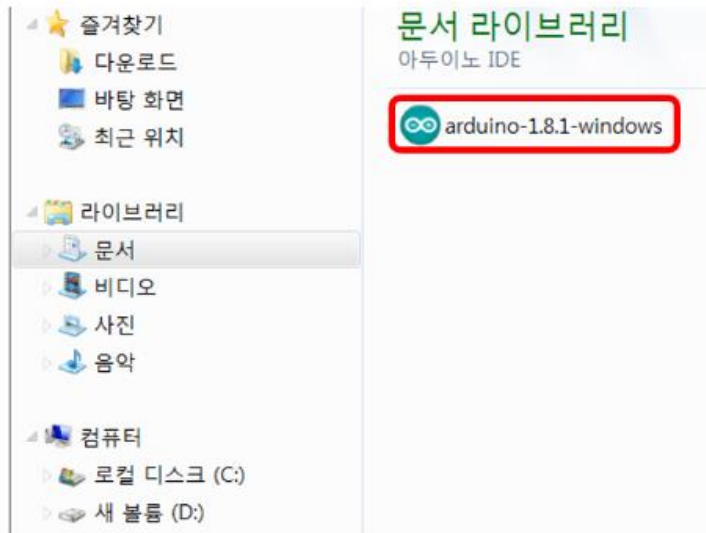 즐겨찾기
다운로드
바탕 화면
최근 위치
라이브러리
문서
비디오
사진
음악
컴퓨터
로컬 디스크 (C:)
새 볼륨 (D:)
문서 라이브러리
아두이노 IDE
arduino-1.8.1-windows